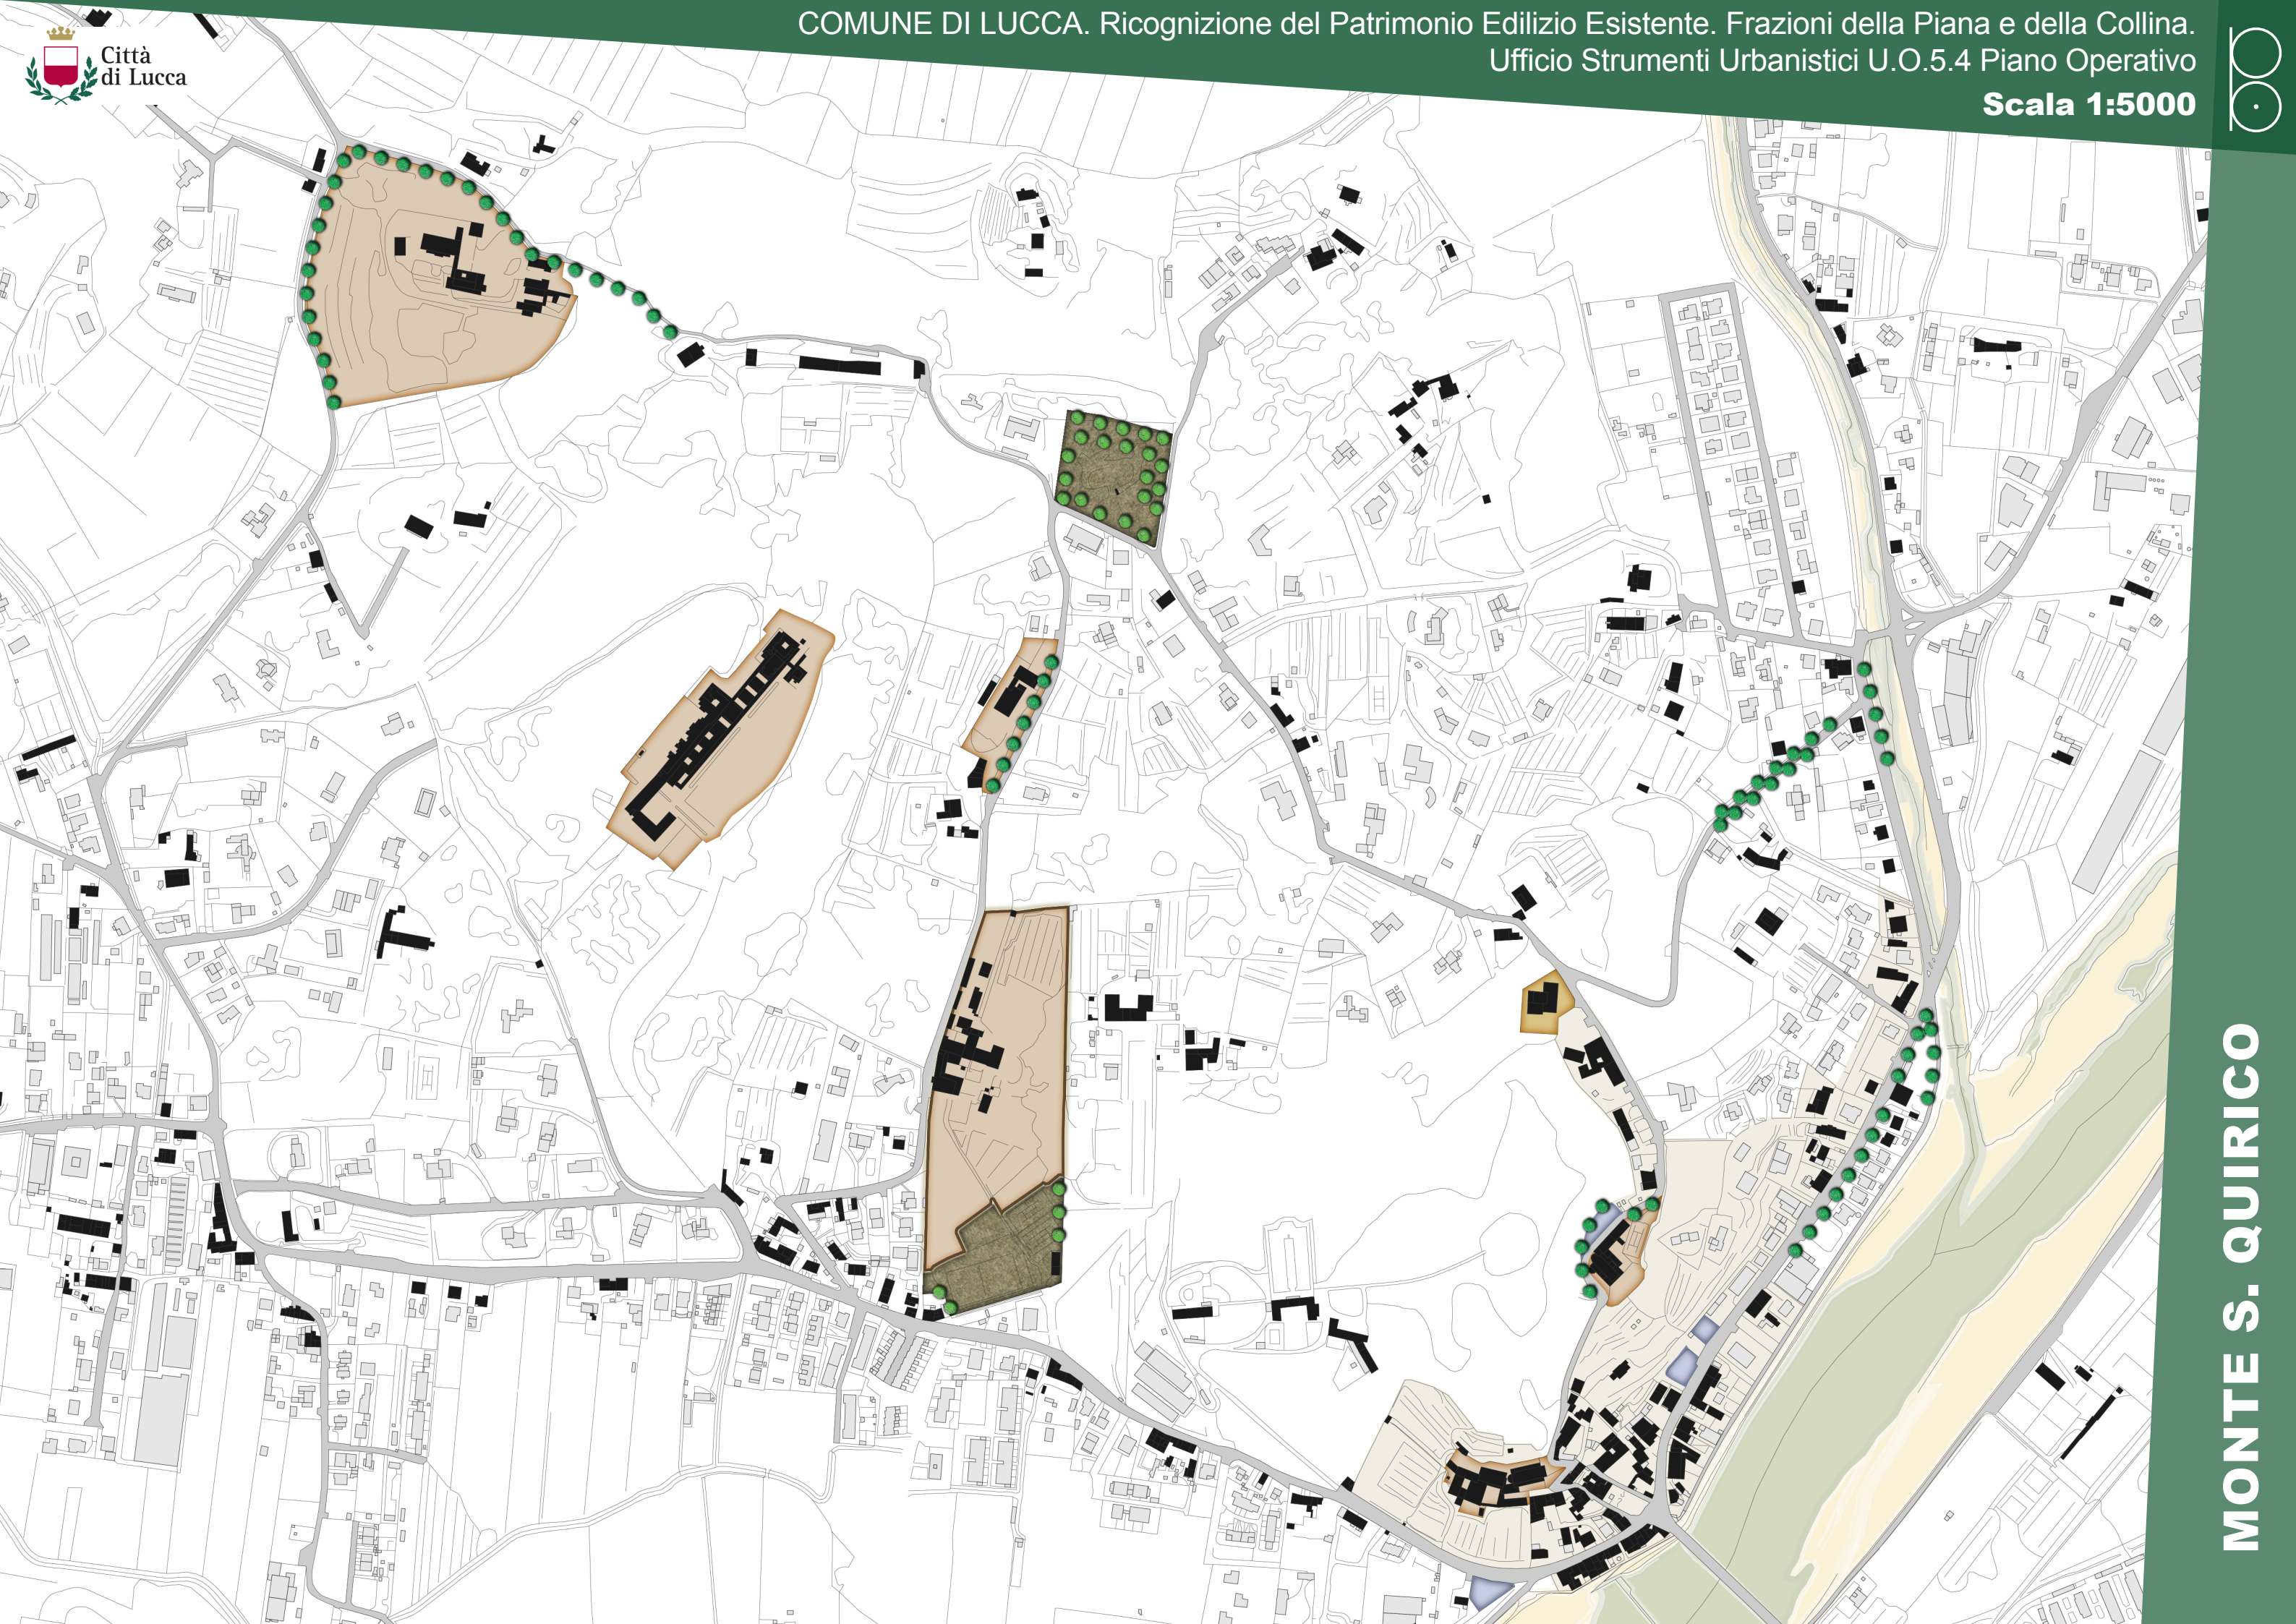 COMUNE DI LUCCA. Ricognizione del Patrimonio Edilizio Esistente. Frazioni della Piana e della Collina.
Ufficio Strumenti Urbanistici U.O.5.4 Piano Operativo
Scala 1:5000
Città
di Lucca
MONTE S. QUIRICO